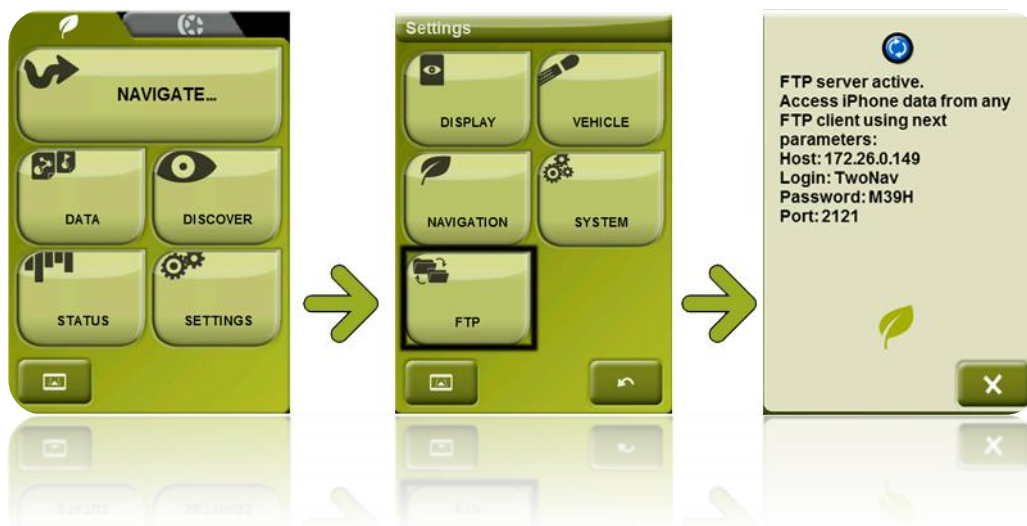 NAVIGATE...
DATA
DISCOVER
STATUS
SETTINGS
Settings
DISPLAY
VEHICLE
NAVIGATION
SYSTEM
FTP
FTP server active.
Access iPhone data from any
FTP client using next
parameters:
Host: 172.26.0.149
Login: TwoNav
Password: M39H
Port: 2121